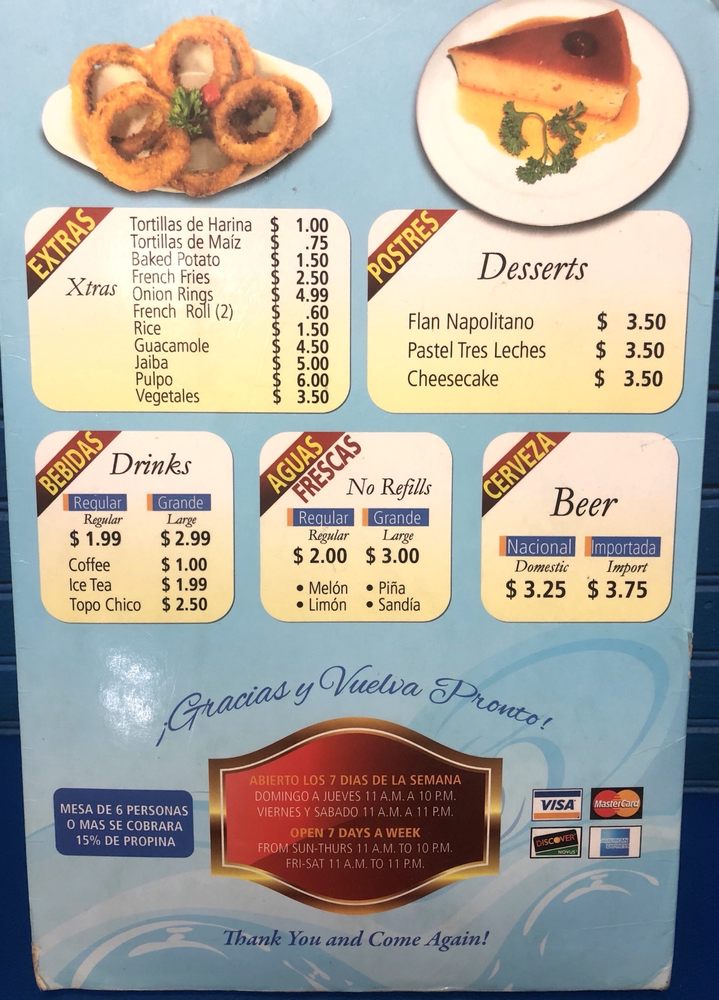 EXTRAS
Xtras
Tortillas de Harina $ 1.00
Tortillas de Maíz $ .75
Baked Potato $ 1.50
French Fries $ 2.50
Onion Rings $ 4.99
French Roll (2) $ .60
Rice $ 1.50
Guacamole $ 4.50
Jaiba $ 5.00
Pulpo $ 6.00
Vegetales $ 3.50
POSTRES
Desserts
Flan Napolitano $ 3.50
Pastel Tres Leches $ 3.50
Cheesecake $ 3.50
BEBIDAS
Drinks
Regular Grande
Regular Large
$ 1.99 $ 2.99
Coffee $ 1.00
Ice Tea $ 1.99
Topo Chico $ 2.50
AGUAS
FRESCAS
No Refills
Regular Grande
Regular Large
$ 2.00 $ 3.00
• Melón • Piña
• Limón • Sandía
CERVEZA
Beer
Nacional Importada
Domestic Import
$ 3.25 $ 3.75
¡Gracias y Vuelva Pronto!
MESA DE 6 PERSONAS
O MAS SE COBRARA
15% DE PROPINA
ABIERTO LOS 7 DIAS DE LA SEMANA
DOMINGO A JUEVES 11 A.M. A 10 P.M.
VIERNES Y SABADO 11 A.M. A 11 P.M.
OPEN 7 DAYS A WEEK
FROM SUN-THURS 11 A.M. TO 10 P.M.
FRI-SAT 11 A.M. TO 11 P.M.
VISA MasterCard
DISCOVER AMERICAN
NOVUS EXPRESS
Thank You and Come Again!